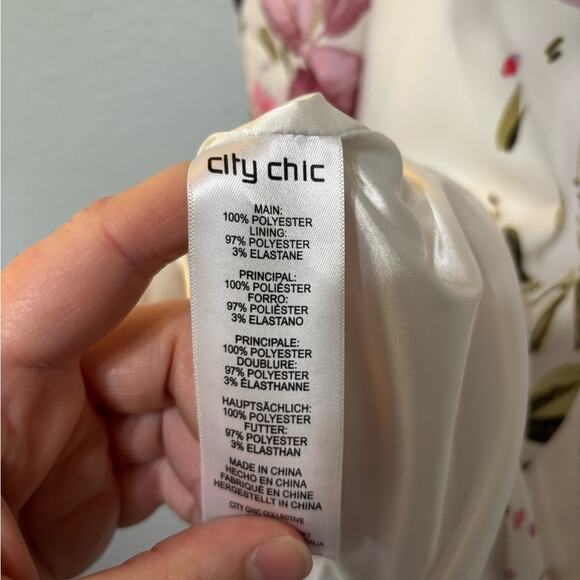 city chic
MAIN:
100% POLYESTER
LINING:
97% POLYESTER
3% ELASTANE
PRINCIPAL:
100% POLIÉSTER
FORRO:
97% POLIÈSTER
3% ELASTANO
PRINCIPALE:
100% POLYESTER
DOUBLURE:
97% POLYESTER
3% ÉLASTHANNE
HAUPTSÄCHLICH:
100% POLYESTER
FUTTER:
97% POLYESTER
3% ELASTHAN
MADE IN CHINA
HECHO EN CHINA
FABRIQUÉ EN CHINE
HERGESTELLT IN CHINA
CITY CHIC COLLECTIVE